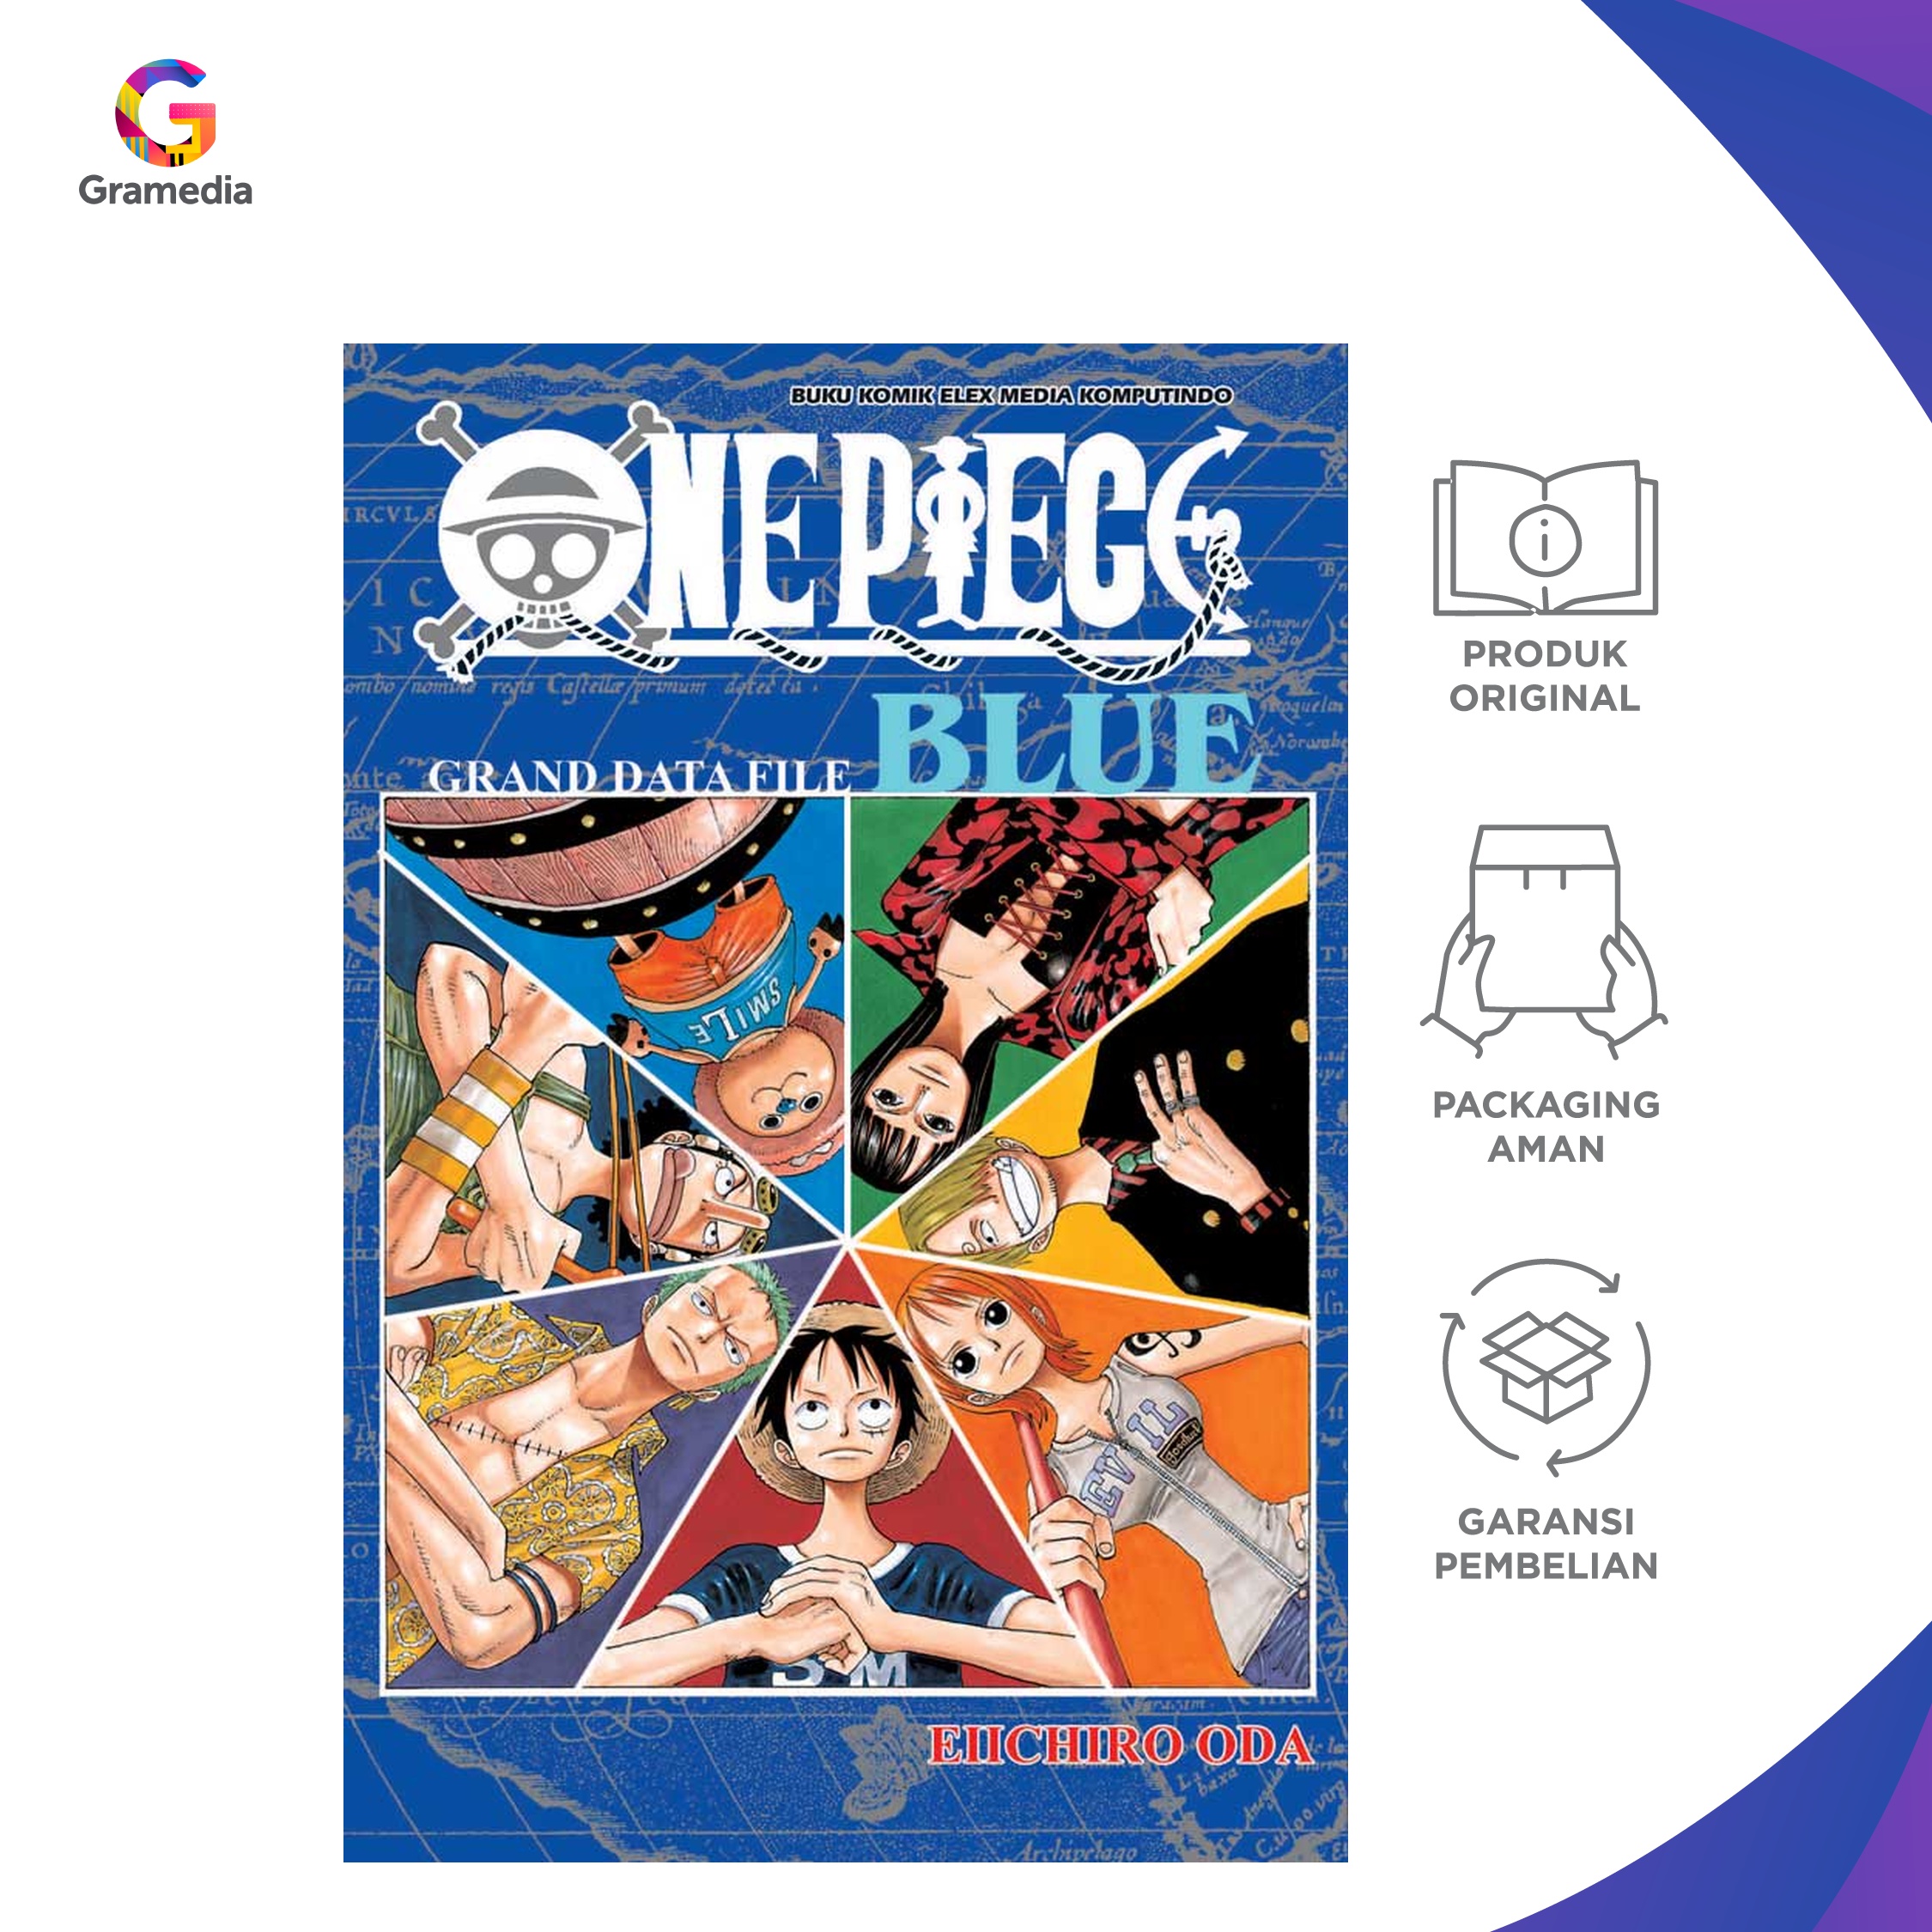 Gramedia
BUKU KOMIK ELEX MEDIA KOMPUTINDO
ONE PIECE
BLUE
GRAND DATA FILE
SMILE
EVIL
S M
EIICHIRO ODA
Archipelago
PRODUK
ORIGINAL
PACKAGING
AMAN
GARANSI
PEMBELIAN